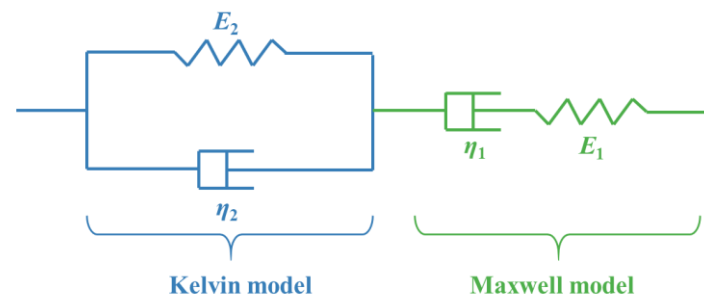 E₂
η₂
η₁
E₁
Kelvin model
Maxwell model